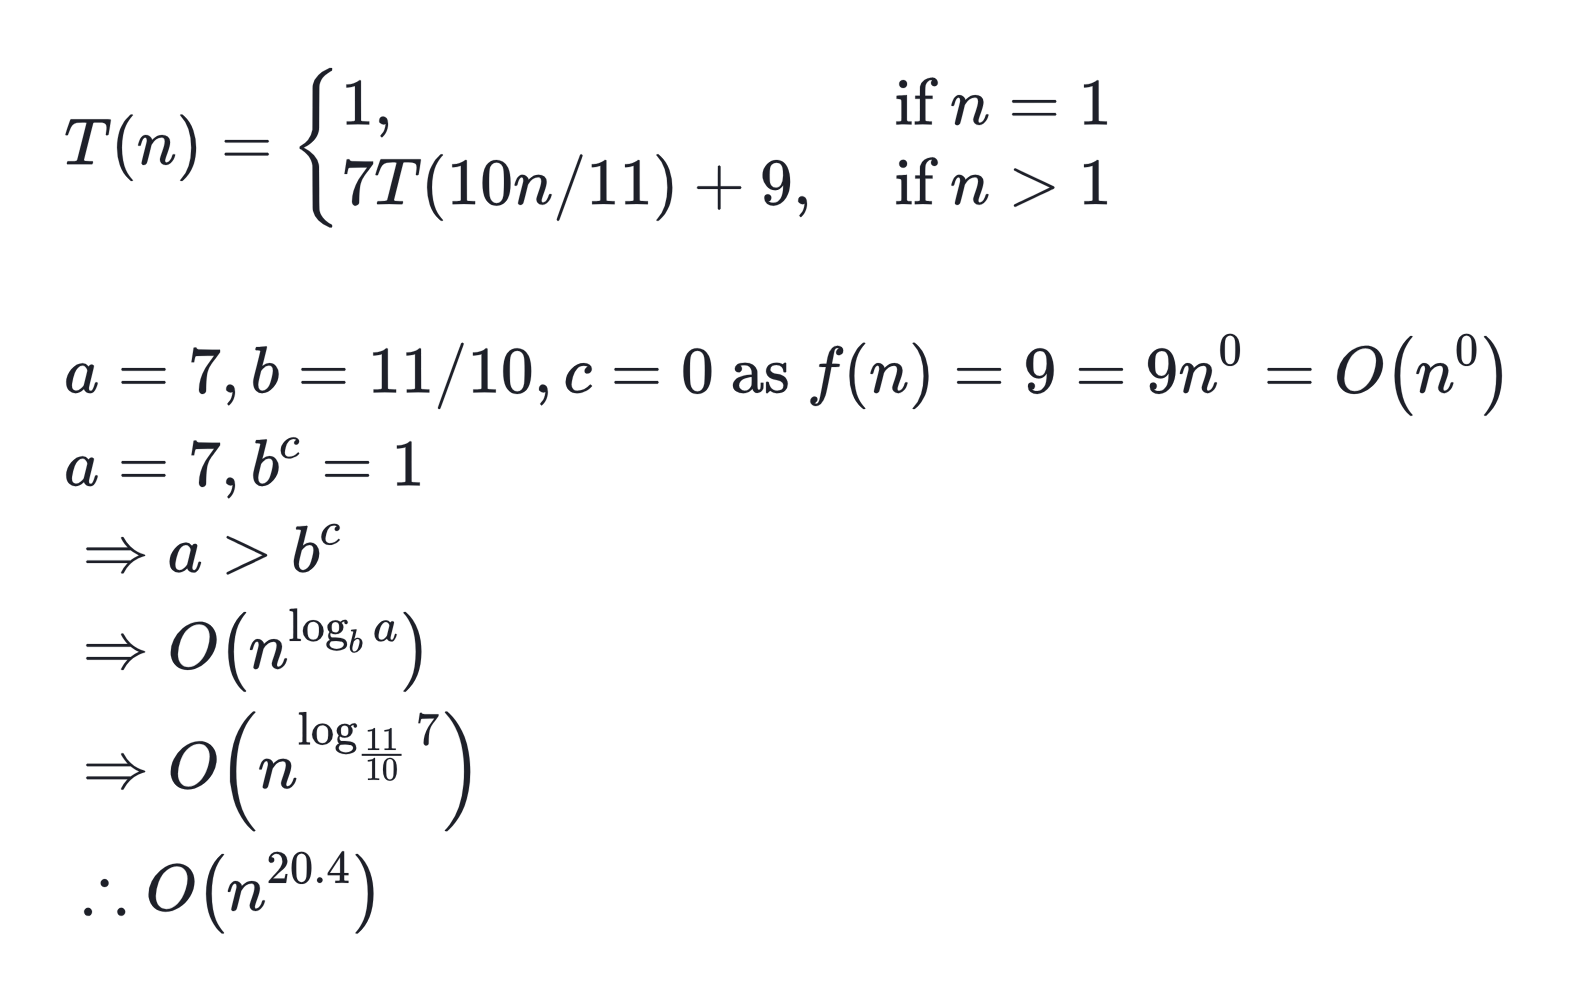 T(n) = { 1, if n = 1
7T(10n/11) + 9, if n > 1
a = 7, b = 11/10, c = 0 as f(n) = 9 = 9n^0 = O(n^0)
a = 7, b^c = 1
⇒ a > b^c
⇒ O(n^{log_b a})
⇒ O(n^{log_{11/10} 7})
∴ O(n^{20.4})